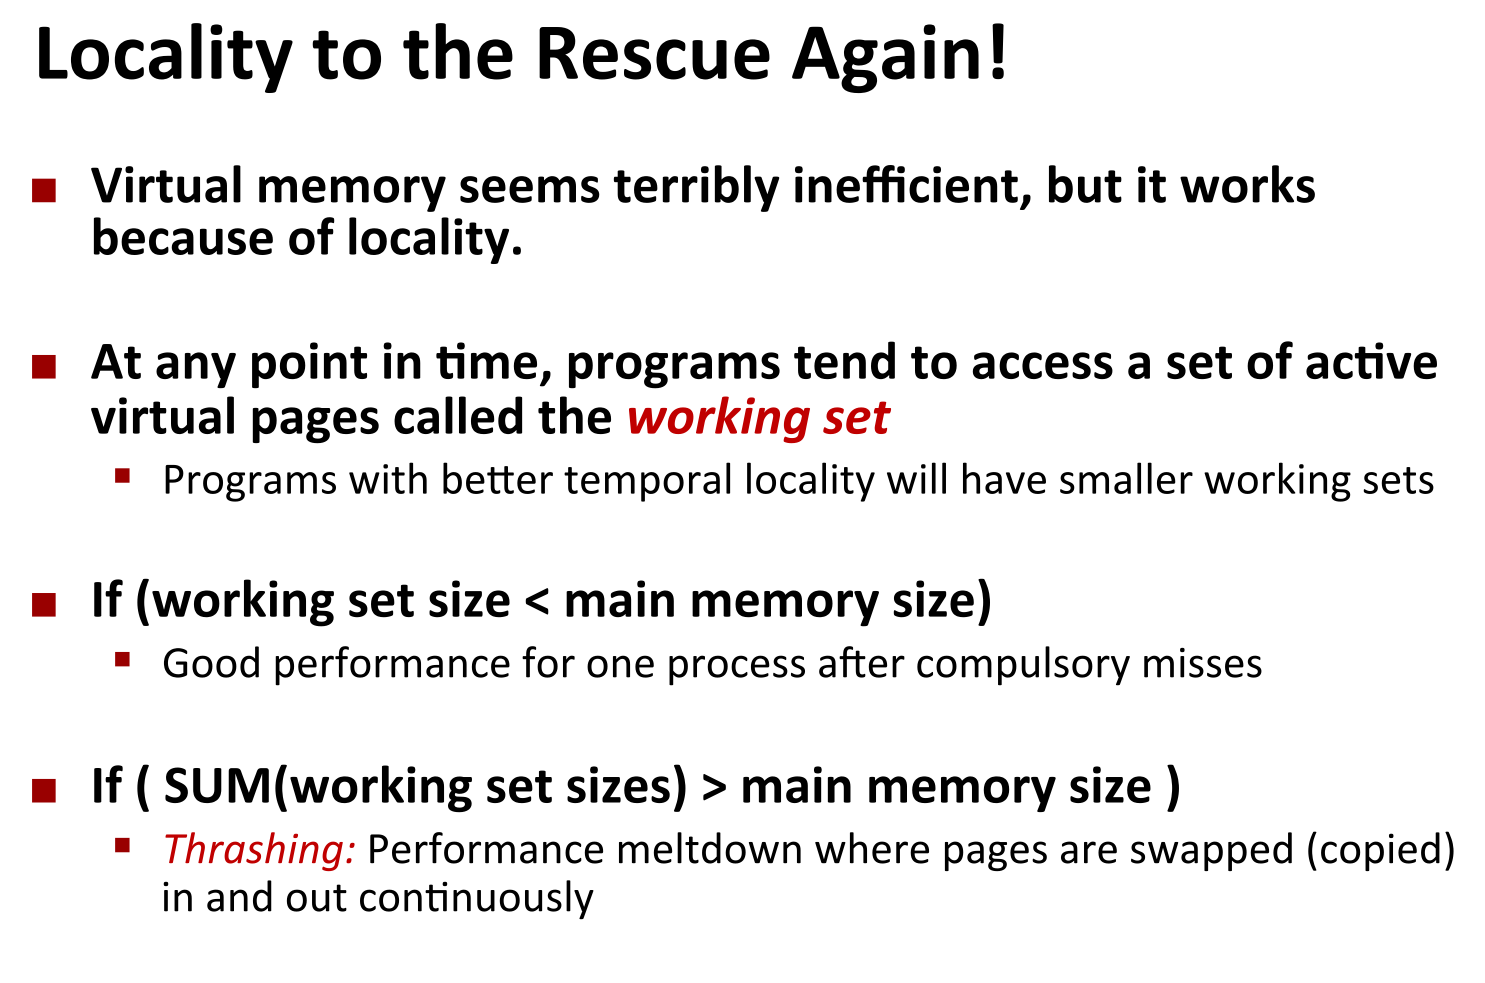 Locality to the Rescue Again!
Virtual memory seems terribly inefficient, but it works
because of locality.
At any point in time, programs tend to access a set of active
virtual pages called the working set
Programs with better temporal locality will have smaller working sets
If (working set size < main memory size)
Good performance for one process after compulsory misses
If ( SUM(working set sizes) > main memory size )
Thrashing: Performance meltdown where pages are swapped (copied)
in and out continuously